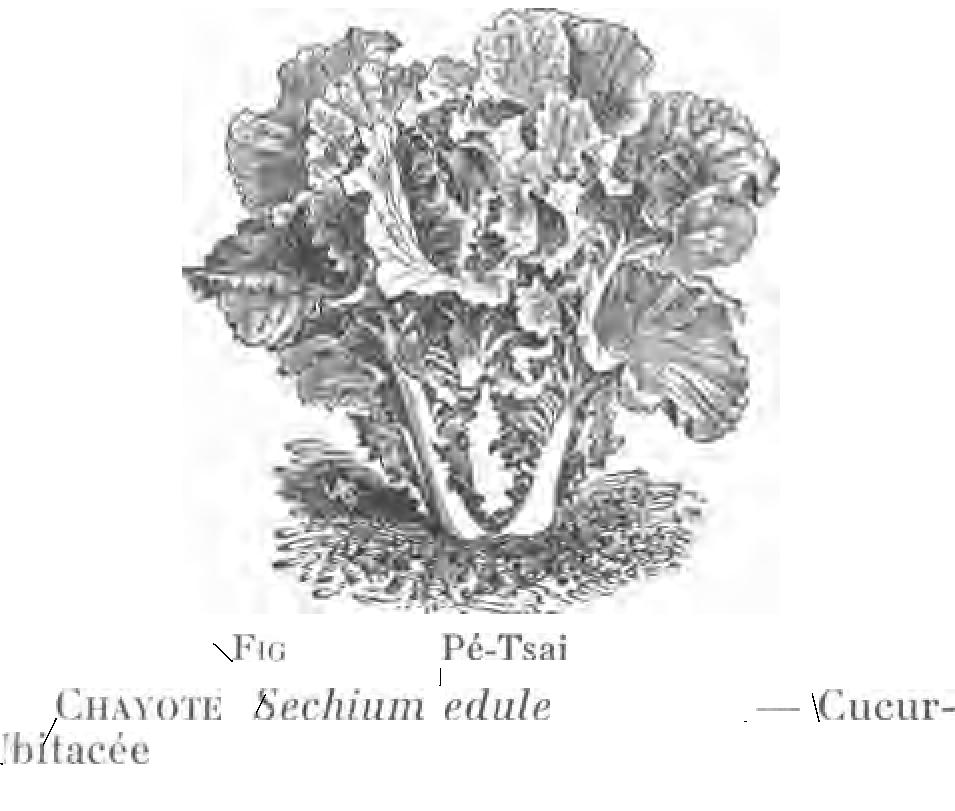 FIG Pé-Tsai
CHAYOTE Sechium edule — Cucur-
bitacée